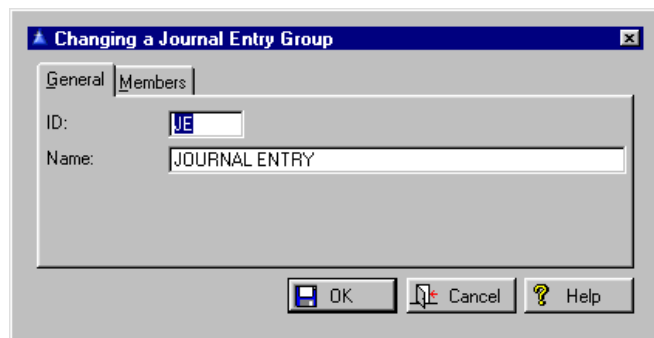 Changing a Journal Entry Group
General Members
ID: JE
Name: JOURNAL ENTRY
OK Cancel ? Help